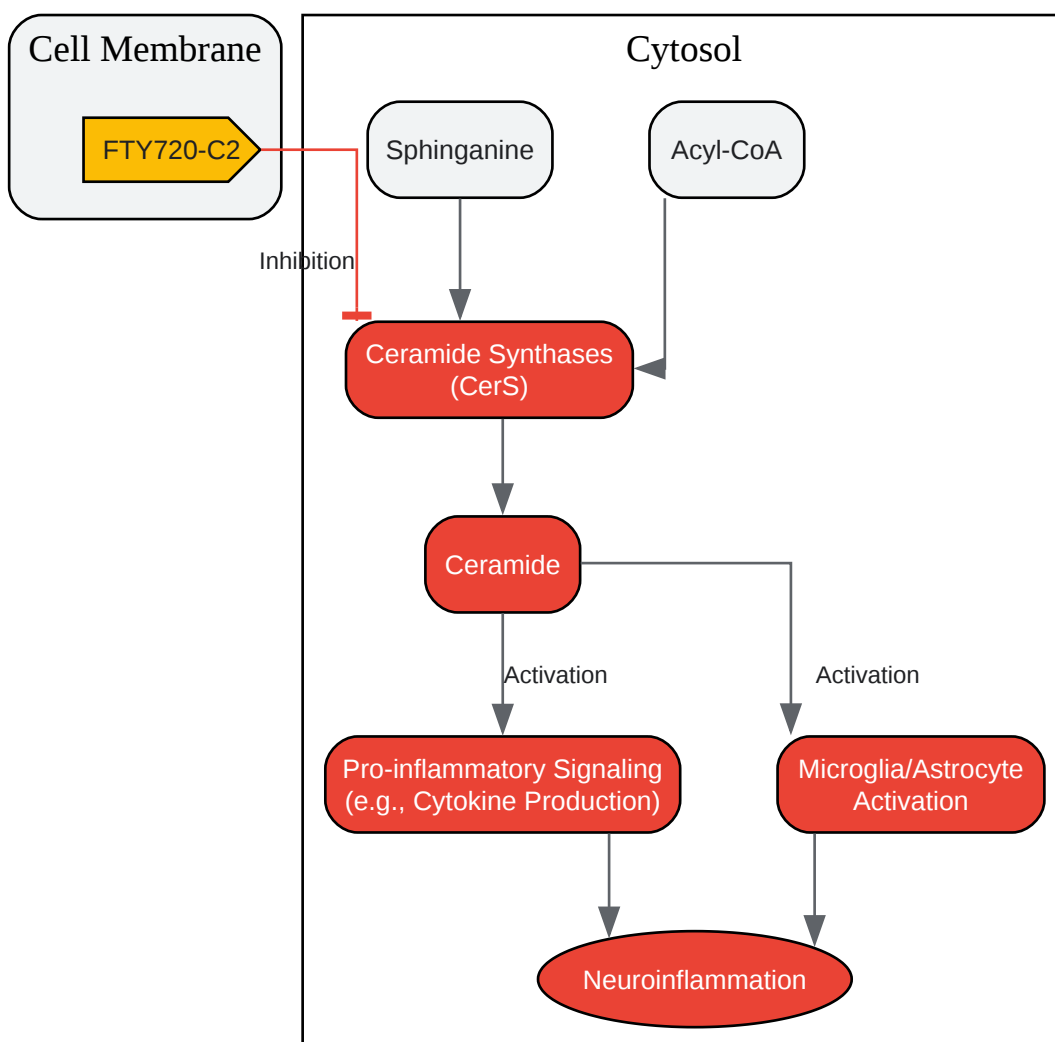 Cell Membrane
Cytosol
FTY720-C2
Sphinganine
Acyl-CoA
Inhibition
Ceramide Synthases
(CerS)
Ceramide
Activation
Activation
Pro-inflammatory Signaling
(e.g., Cytokine Production)
Microglia/Astrocyte
Activation
Neuroinflammation